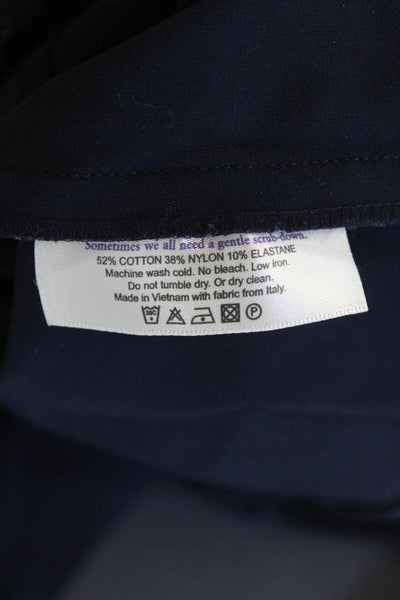 Sometimes we all need a gentle scrub-down.
52% COTTON 38% NYLON 10% ELASTANE
Machine wash cold. No bleach. Low iron.
Do not tumble dry. Or dry clean.
Made in Vietnam with fabric from Italy.
P